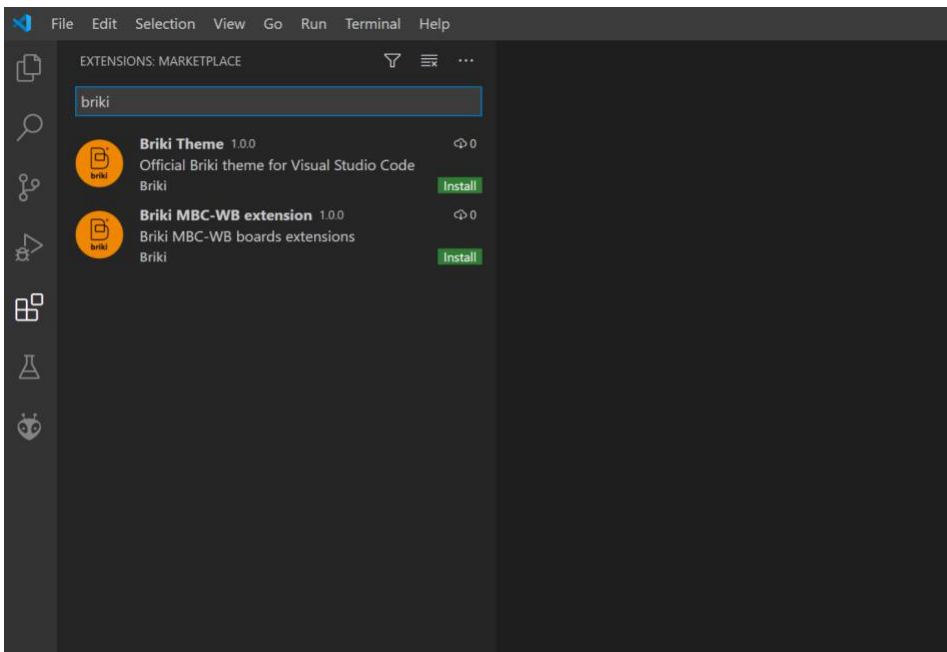 File Edit Selection View Go Run Terminal Help
EXTENSIONS: MARKETPLACE
briki
Briki Theme 1.0.0 0
Official Briki theme for Visual Studio Code
Briki Install
briki
Briki MBC-WB extension 1.0.0 0
Briki MBC-WB boards extensions
Briki Install
briki